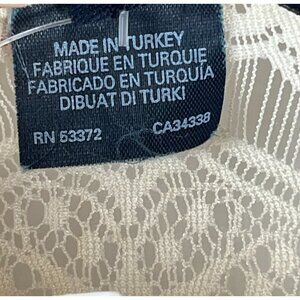 MADE IN TURKEY
FABRIQUE EN TURQUIE
FABRICADO EN TURQUÍA
DIBUAT DI TURKI
RN 53372 CA34338